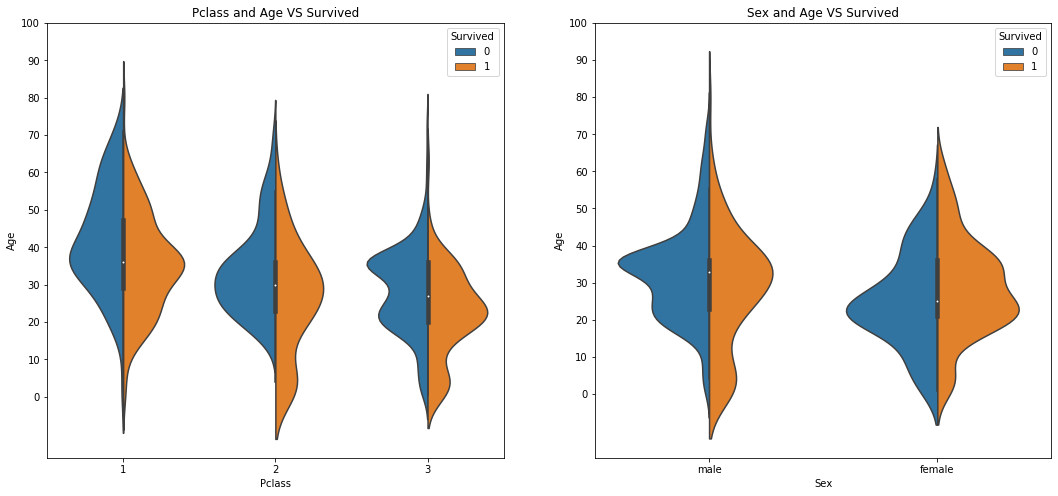 Pclass and Age VS Survived
Age
100
90
80
70
60
50
40
30
20
10
0
1
2
3
Pclass
Survived
0
1
Sex and Age VS Survived
Age
100
90
80
70
60
50
40
30
20
10
0
male
female
Sex
Survived
0
1